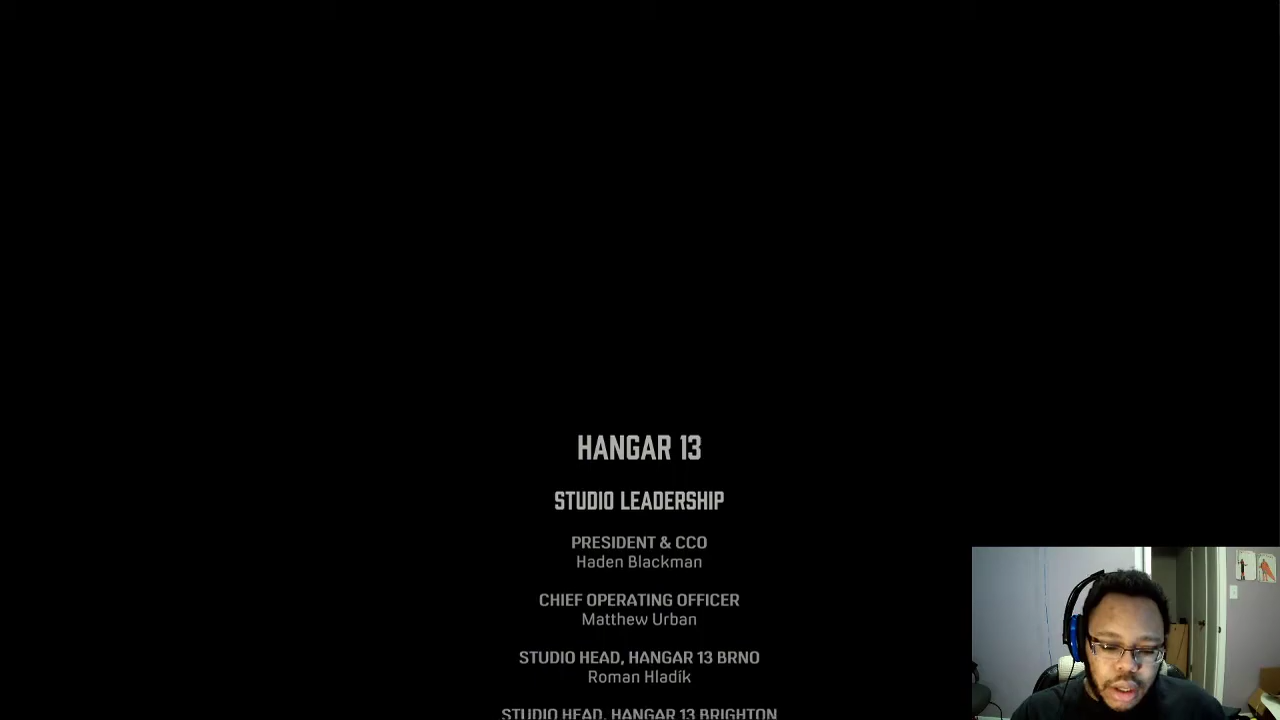 HANGAR 13
STUDIO LEADERSHIP
PRESIDENT & CCO
Haden Blackman
CHIEF OPERATING OFFICER
Matthew Urban
STUDIO HEAD, HANGAR 13 BRNO
Roman Hladík
STUDIO HEAD, HANGAR 13 BRIGHTON